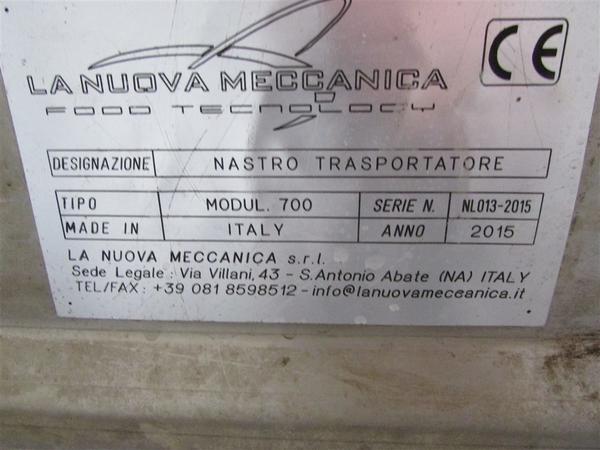 LA NUOVA MECCANICA
FOOD TECNOLOGY
CE
DESIGNAZIONE NASTRO TRASPORTATORE
TIPO MODUL. 700 SERIE N. NL013-2015
MADE IN ITALY ANNO 2015
LA NUOVA MECCANICA s.r.l.
Sede Legale : Via Villani, 43 - S.Antonio Abate (NA) ITALY
TEL/FAX : +39 081 8598512 - info@lanuovameccanica.it